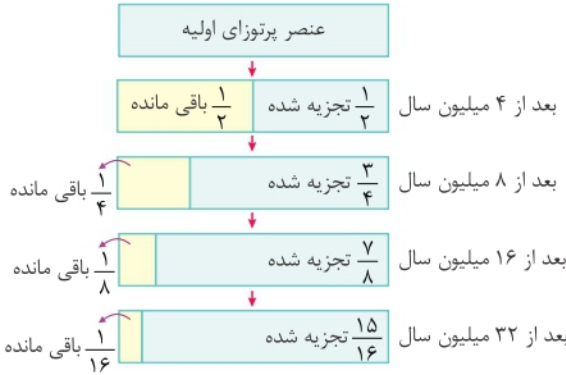 عنصر پرتوزای اولیه
بعد از ۴ میلیون سال ۱/۲ تجزیه شده ۱/۲ باقی مانده
بعد از ۸ میلیون سال ۳/۴ تجزیه شده ۱/۴ باقی مانده
بعد از ۱۶ میلیون سال ۷/۸ تجزیه شده ۱/۸ باقی مانده
بعد از ۳۲ میلیون سال ۱۵/۱۶ تجزیه شده ۱/۱۶ باقی مانده